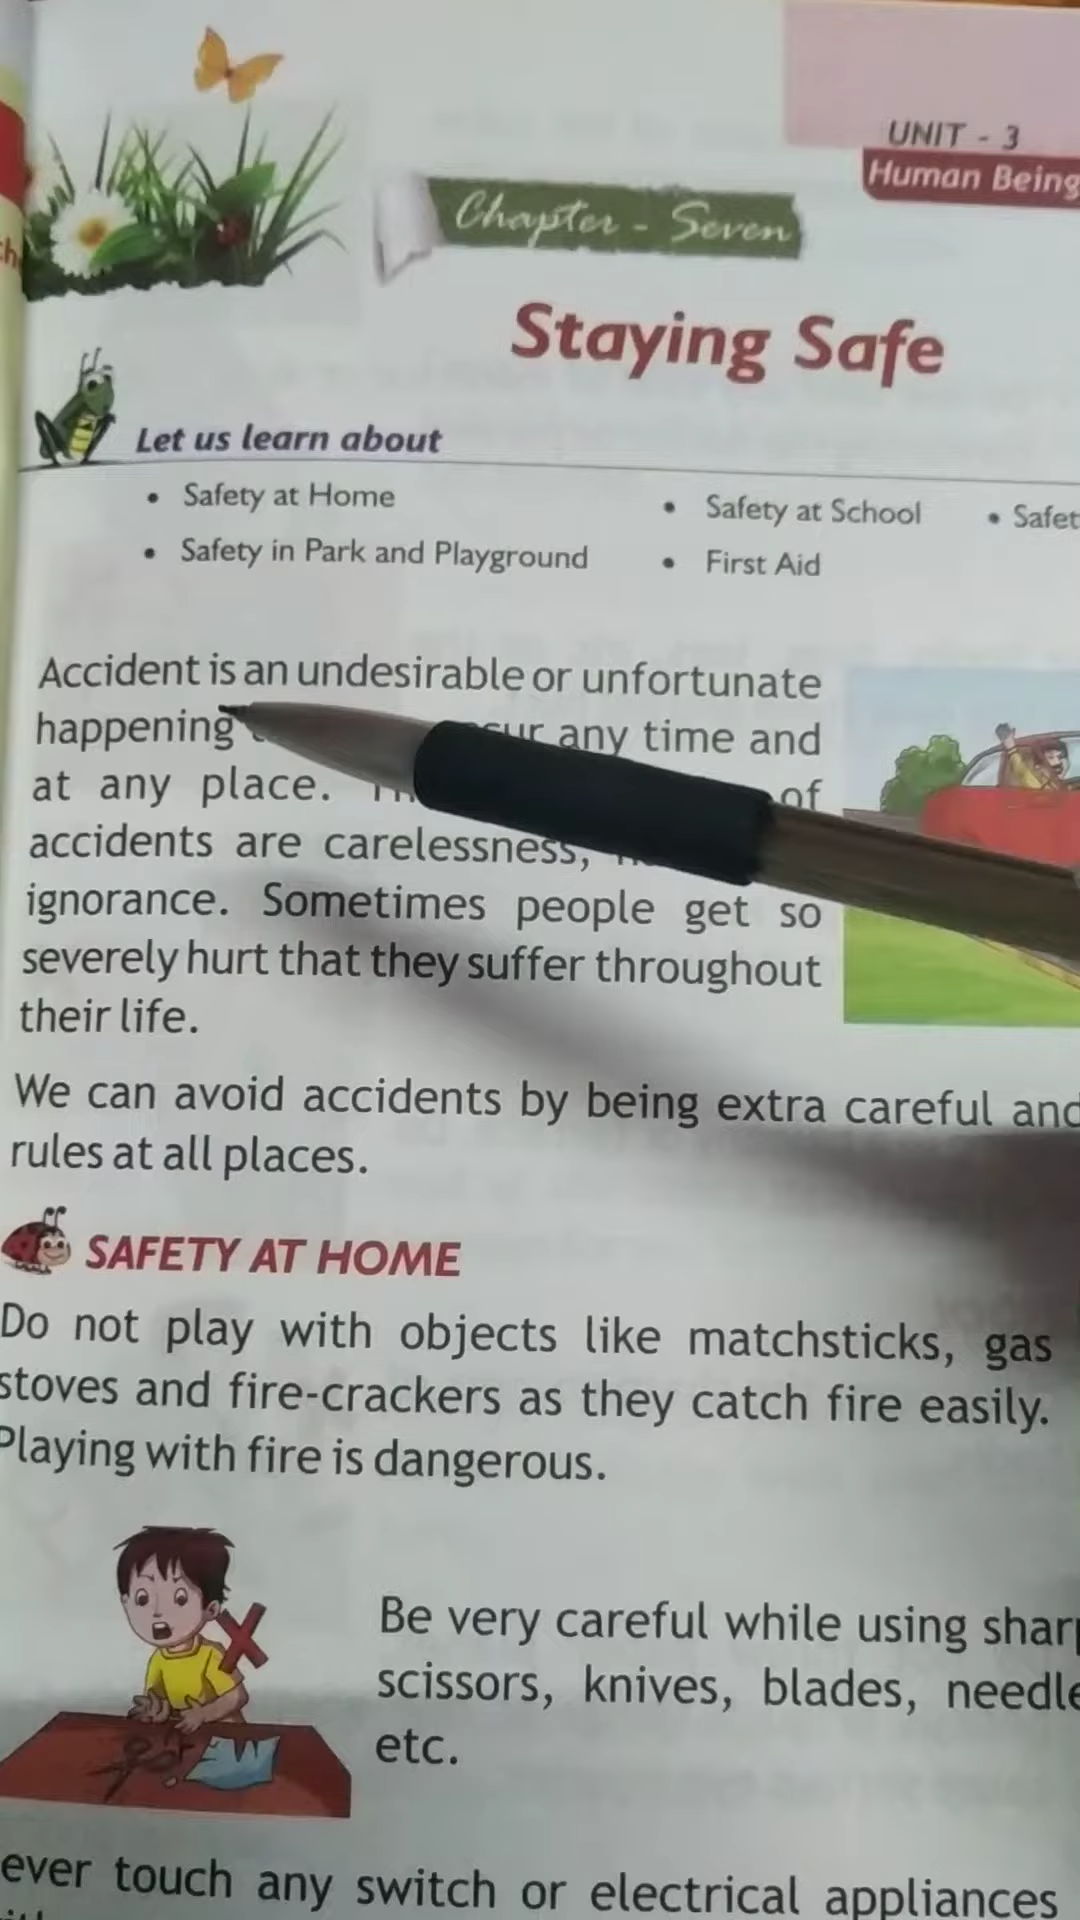 UNIT - 3
Human Being
Chapter - Seven
Staying Safe
Let us learn about
• Safety at Home
• Safety at School
• Safet
• Safety in Park and Playground
• First Aid
Accident is an undesirable or unfortunate
happening any time and
at any place. of
accidents are carelessness,
ignorance. Sometimes people get so
severely hurt that they suffer throughout
their life.
We can avoid accidents by being extra careful and
rules at all places.
SAFETY AT HOME
Do not play with objects like matchsticks, gas
stoves and fire-crackers as they catch fire easily.
Playing with fire is dangerous.
Be very careful while using sharp
scissors, knives, blades, needle
etc.
ever touch any switch or electrical appliances